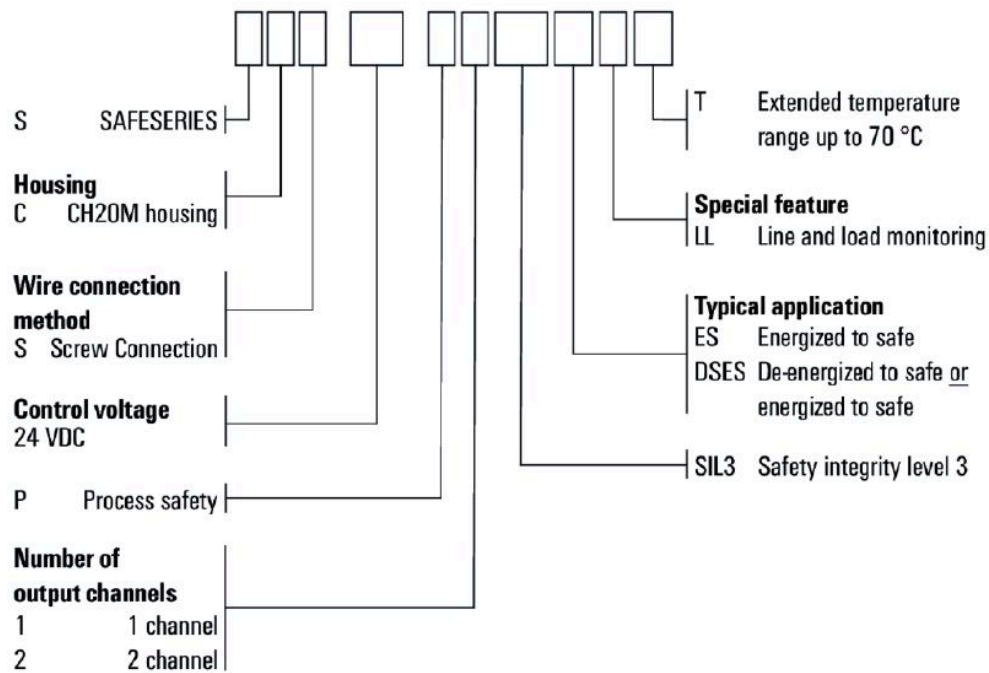 S SAFESERIES
Housing
C CH20M housing
Wire connection
method
S Screw Connection
Control voltage
24 VDC
P Process safety
Number of
output channels
1 1 channel
2 2 channel
T Extended temperature
range up to 70 °C
Special feature
LL Line and load monitoring
Typical application
ES Energized to safe
DSES De-energized to safe or
energized to safe
SIL3 Safety integrity level 3